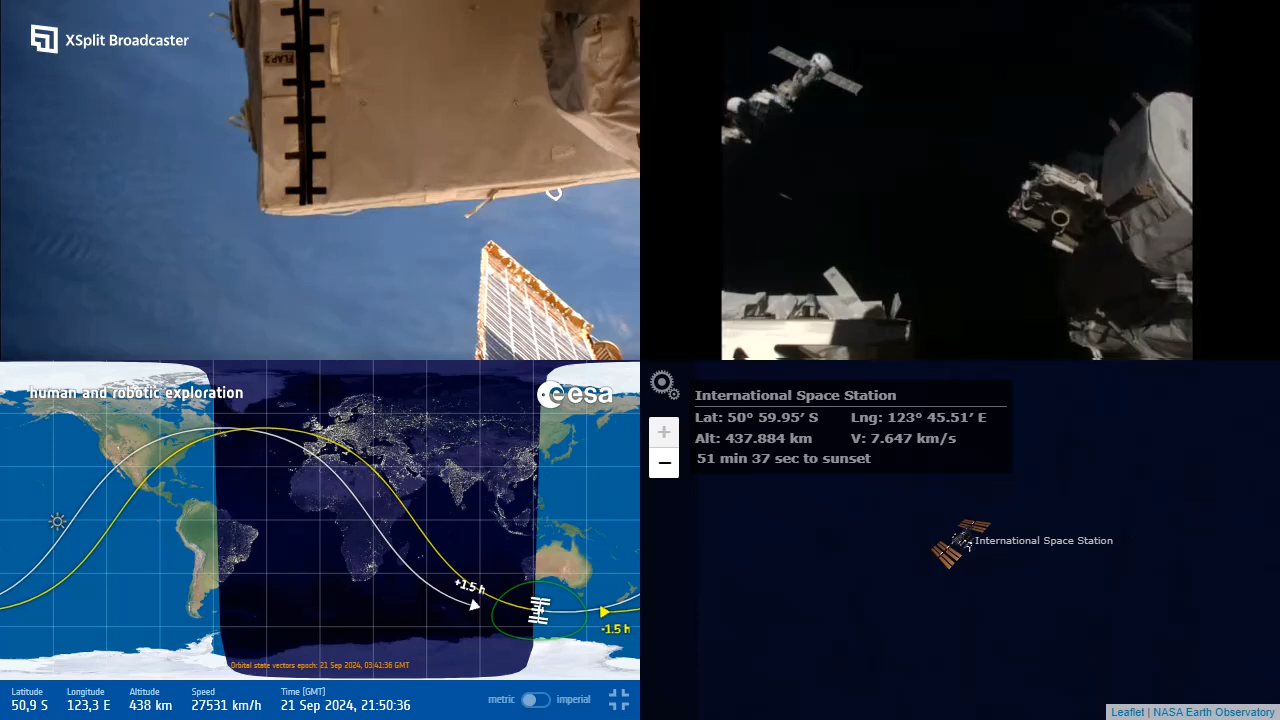 XSplit Broadcaster
FLAP 2
human and robotic exploration
esa
+1.5 h
-1.5 h
Orbital state vectors epoch: 21 Sep 2024, 03:41:36 GMT
Latitude Longitude Altitude Speed Time [GMT]
50,9 S 123,3 E 438 km 27531 km/h 21 Sep 2024, 21:50:36
metric imperial
+
−
International Space Station
Lat: 50° 59.95′ S Lng: 123° 45.51′ E
Alt: 437.884 km V: 7.647 km/s
51 min 37 sec to sunset
International Space Station
Leaflet | NASA Earth Observatory